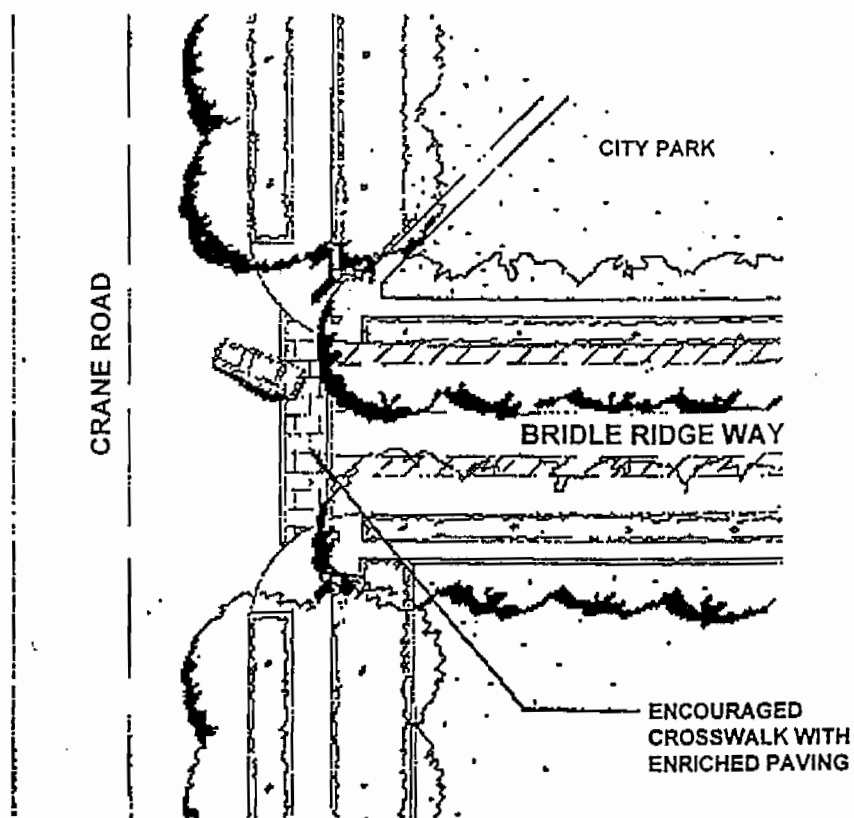 CITY PARK
CRANE ROAD
BRIDLE RIDGE WAY
ENCOURAGED
CROSSWALK WITH
ENRICHED PAVING